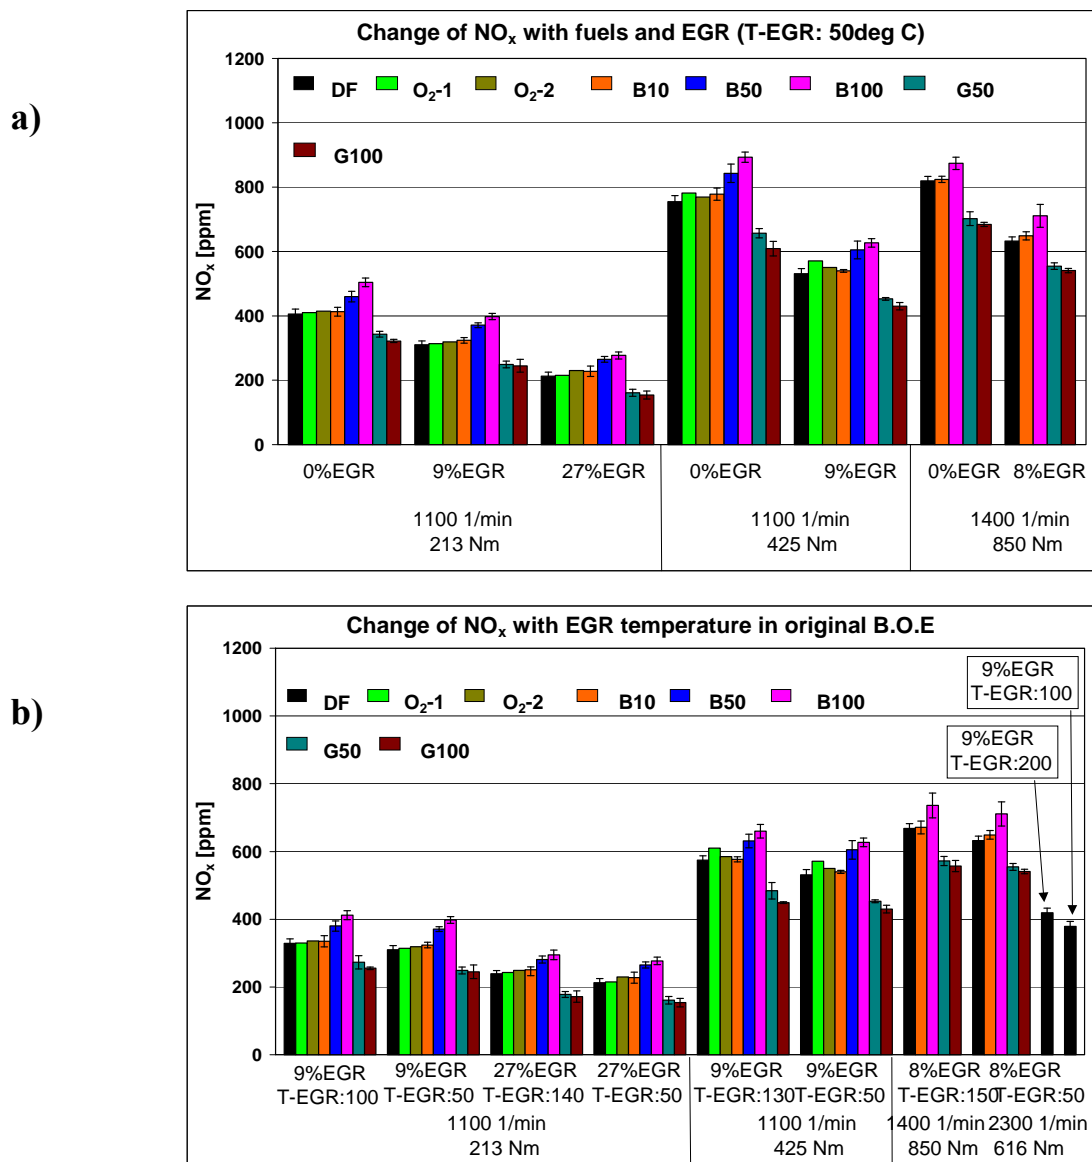 a)
Change of NOx with fuels and EGR (T-EGR: 50deg C)
NOx [ppm]
1200
1000
800
600
400
200
0
DF O2-1 O2-2 B10 B50 B100 G50
G100
0%EGR 9%EGR 27%EGR 0%EGR 9%EGR 0%EGR 8%EGR
1100 1/min 1100 1/min 1400 1/min
213 Nm 425 Nm 850 Nm
b)
Change of NOx with EGR temperature in original B.O.E
NOx [ppm]
1200
1000
800
600
400
200
0
DF O2-1 O2-2 B10 B50 B100
G50 G100
9%EGR
T-EGR:100
9%EGR
T-EGR:200
9%EGR 9%EGR 27%EGR 27%EGR 9%EGR 9%EGR 8%EGR 8%EGR
T-EGR:100 T-EGR:50 T-EGR:140 T-EGR:50 T-EGR:130 T-EGR:50 T-EGR:150 T-EGR:50
1100 1/min 1100 1/min 1400 1/min 2300 1/min
213 Nm 425 Nm 850 Nm 616 Nm